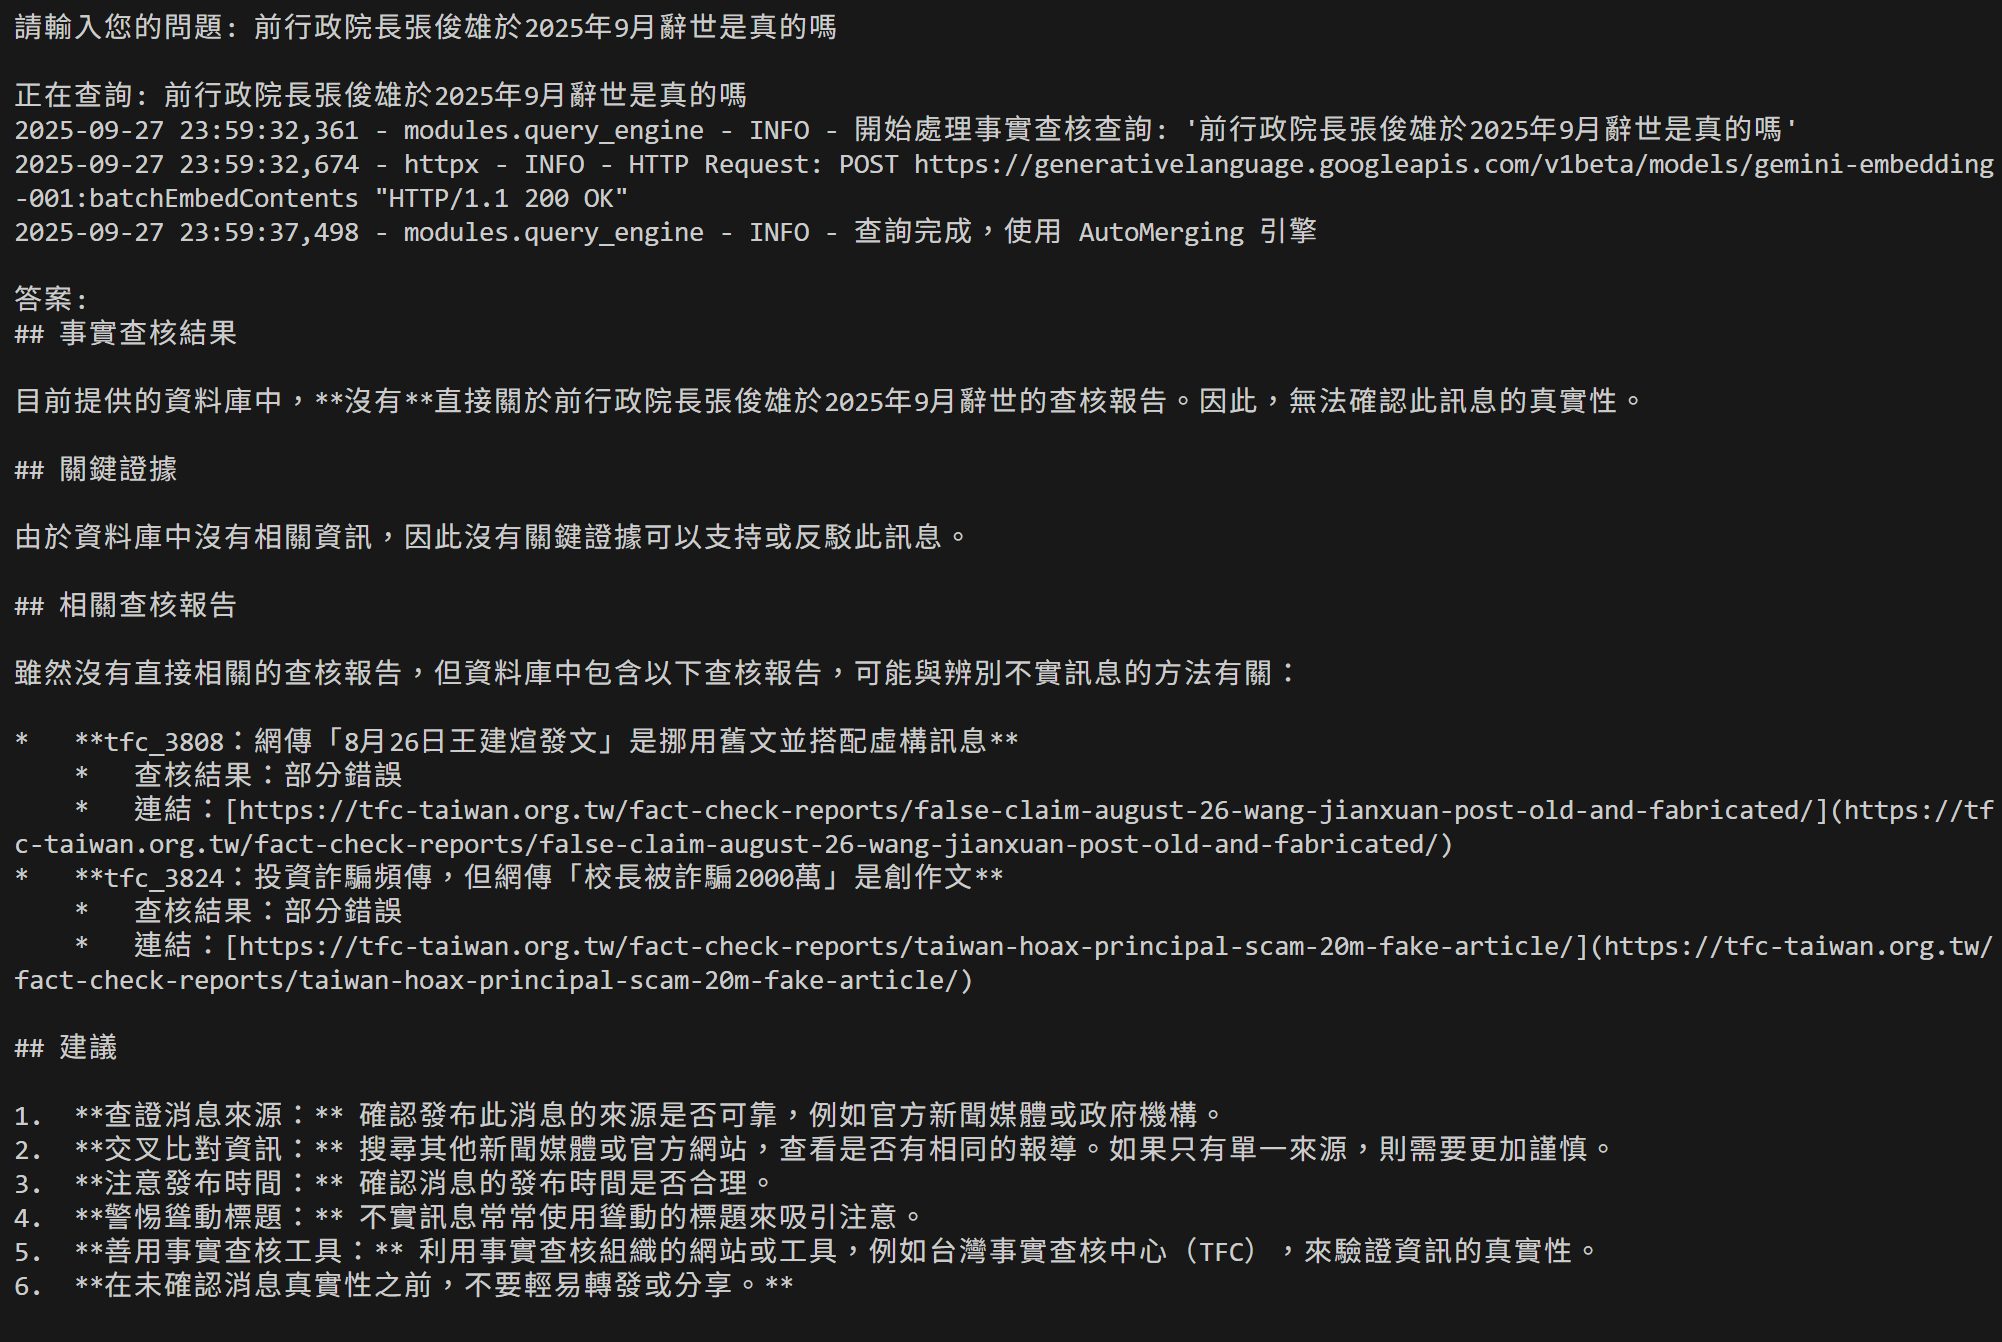 請輸入您的問題: 前行政院長張俊雄於2025年9月辭世是真的嗎
正在查詢: 前行政院長張俊雄於2025年9月辭世是真的嗎
2025-09-27 23:59:32,361 - modules.query_engine - INFO - 開始處理事實查核查詢: '前行政院長張俊雄於2025年9月辭世是真的嗎'
2025-09-27 23:59:32,674 - httpx - INFO - HTTP Request: POST https://generativelanguage.googleapis.com/v1beta/models/gemini-embedding
-001:batchEmbedContents "HTTP/1.1 200 OK"
2025-09-27 23:59:37,498 - modules.query_engine - INFO - 查詢完成，使用 AutoMerging 引擎
答案:
## 事實查核結果
目前提供的資料庫中，**沒有**直接關於前行政院長張俊雄於2025年9月辭世的查核報告。因此，無法確認此訊息的真實性。
## 關鍵證據
由於資料庫中沒有相關資訊，因此沒有關鍵證據可以支持或反駁此訊息。
## 相關查核報告
雖然沒有直接相關的查核報告，但資料庫中包含以下查核報告，可能與辨別不實訊息的方法有關：
*   **tfc_3808：網傳「8月26日王建煊發文」是挪用舊文並搭配虛構訊息**
    *   查核結果：部分錯誤
    *   連結：[https://tfc-taiwan.org.tw/fact-check-reports/false-claim-august-26-wang-jianxuan-post-old-and-fabricated/](https://tf
c-taiwan.org.tw/fact-check-reports/false-claim-august-26-wang-jianxuan-post-old-and-fabricated/)
*   **tfc_3824：投資詐騙頻傳，但網傳「校長被詐騙2000萬」是創作文**
    *   查核結果：部分錯誤
    *   連結：[https://tfc-taiwan.org.tw/fact-check-reports/taiwan-hoax-principal-scam-20m-fake-article/](https://tfc-taiwan.org.tw/
fact-check-reports/taiwan-hoax-principal-scam-20m-fake-article/)
## 建議
1.  **查證消息來源：** 確認發布此消息的來源是否可靠，例如官方新聞媒體或政府機構。
2.  **交叉比對資訊：** 搜尋其他新聞媒體或官方網站，查看是否有相同的報導。如果只有單一來源，則需要更加謹慎。
3.  **注意發布時間：** 確認消息的發布時間是否合理。
4.  **警惕聳動標題：** 不實訊息常常使用聳動的標題來吸引注意。
5.  **善用事實查核工具：** 利用事實查核組織的網站或工具，例如台灣事實查核中心（TFC），來驗證資訊的真實性。
6.  **在未確認消息真實性之前，不要輕易轉發或分享。**